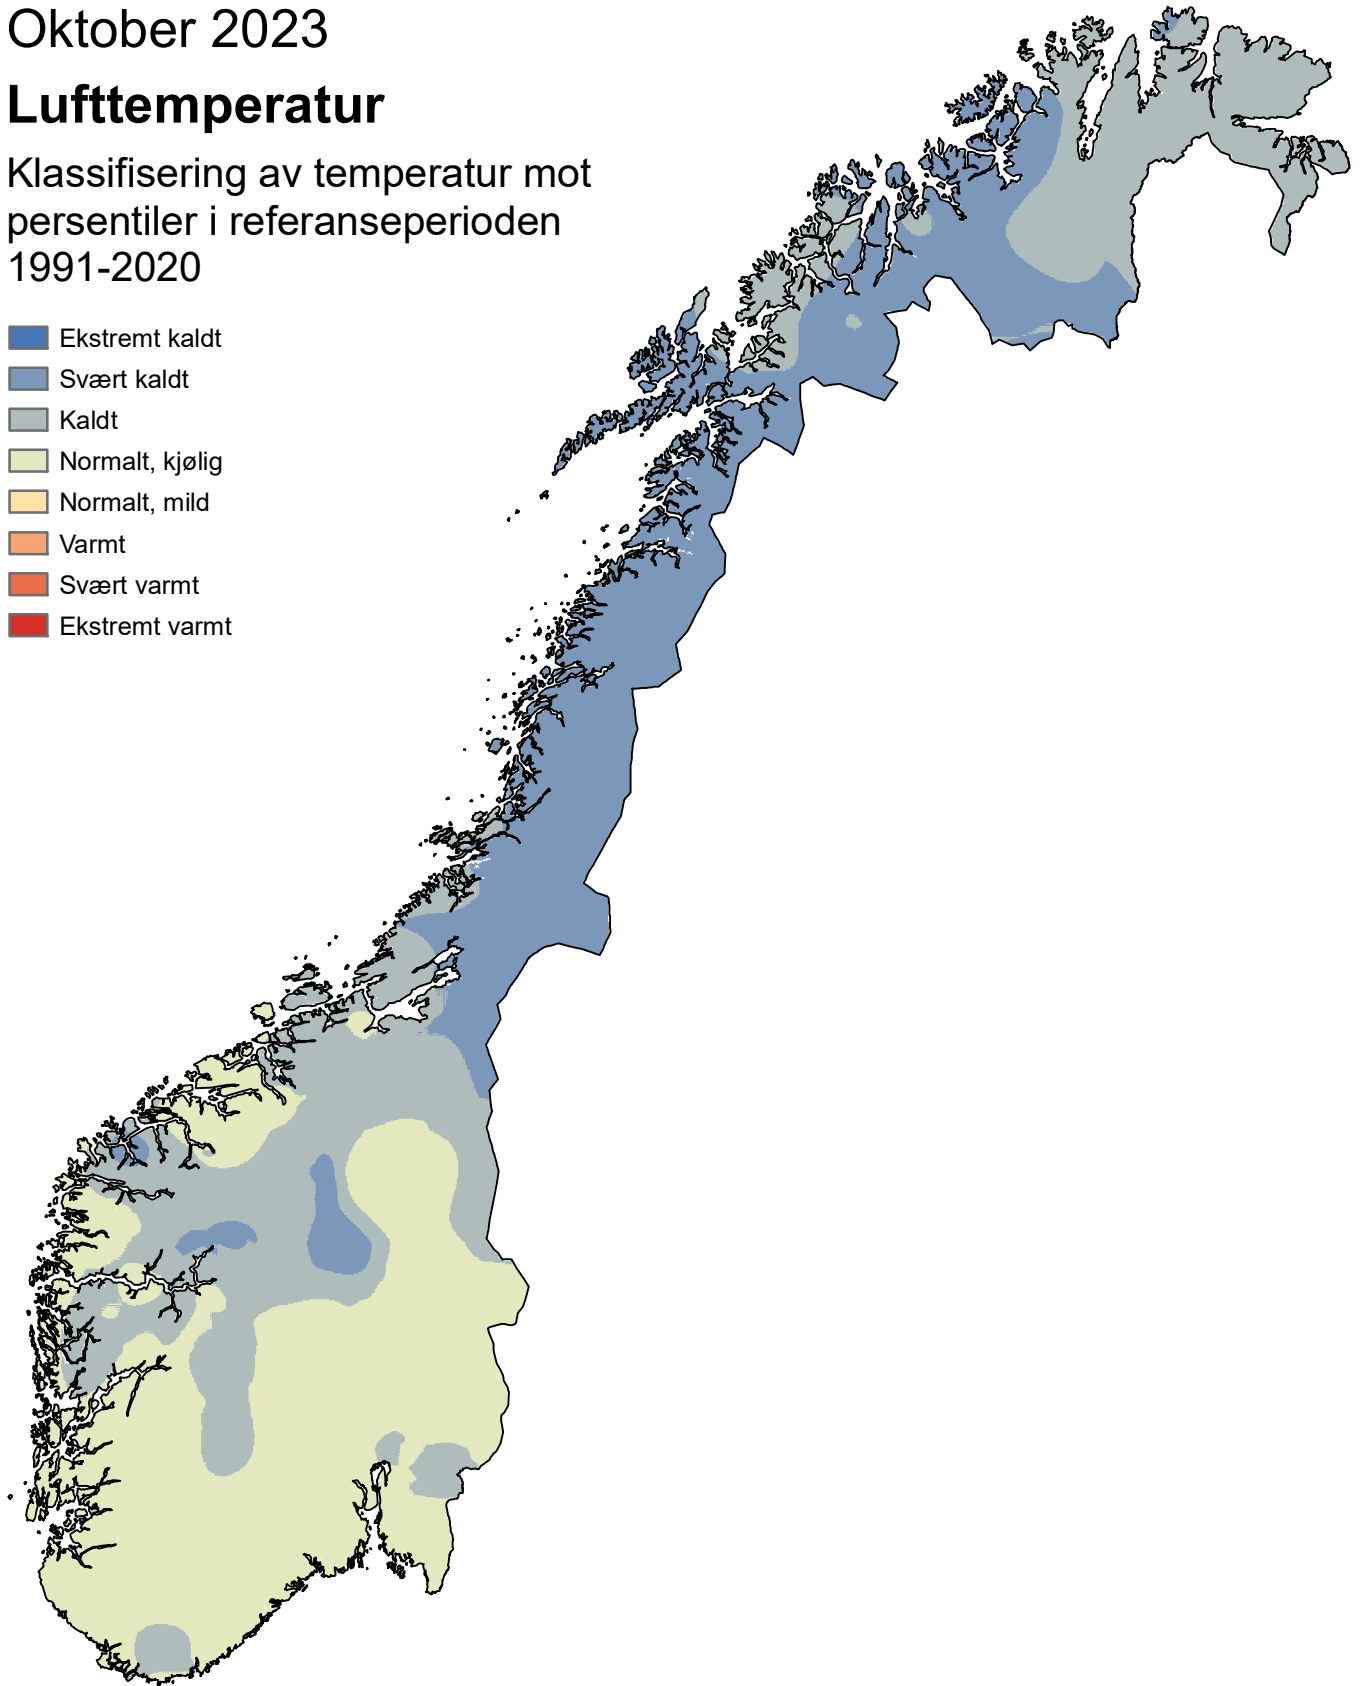 Oktober 2023
Lufttemperatur
Klassifisering av temperatur mot
persentiler i referanseperioden
1991-2020
Ekstremt kaldt
Svært kaldt
Kaldt
Normalt, kjølig
Normalt, mild
Varmt
Svært varmt
Ekstremt varmt